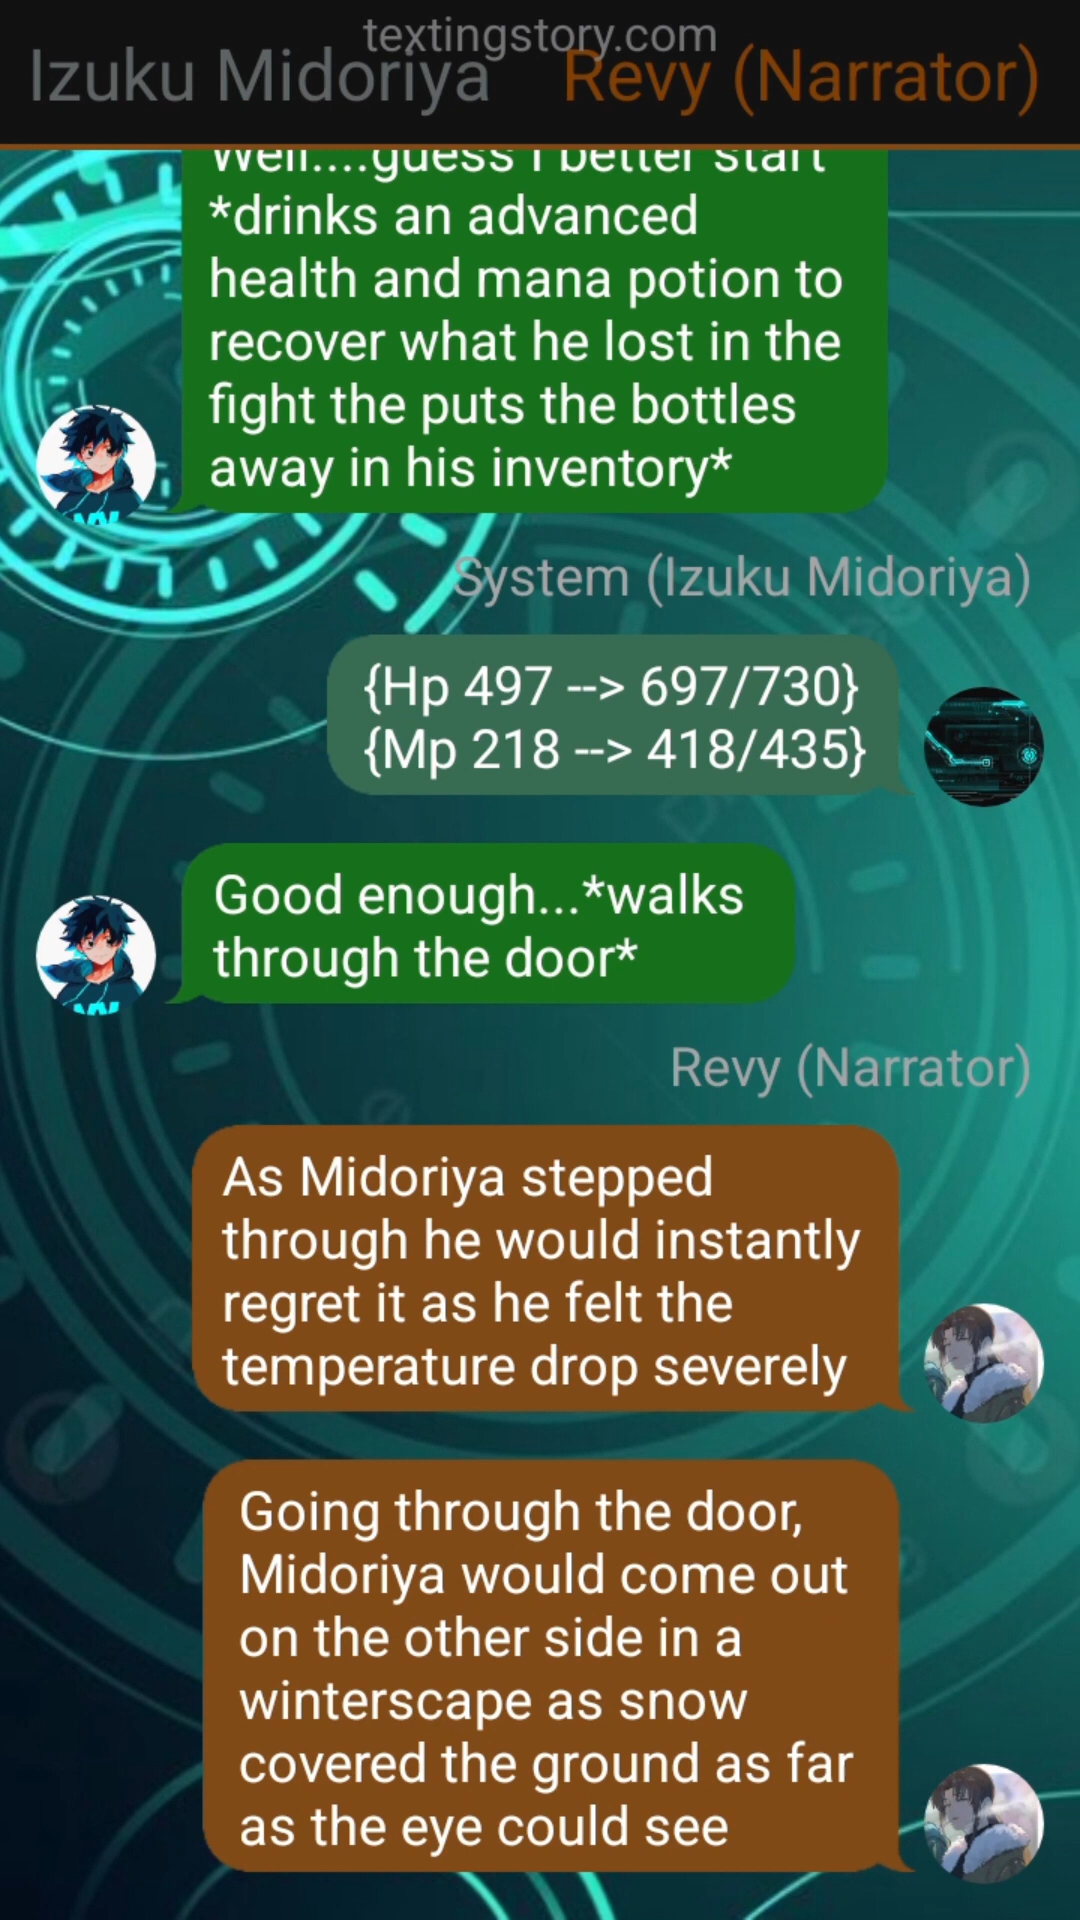 textingstory.com
Izuku Midoriya Revy (Narrator)
Well....guess I better start
*drinks an advanced
health and mana potion to
recover what he lost in the
fight the puts the bottles
away in his inventory*
System (Izuku Midoriya)
{Hp 497 --> 697/730}
{Mp 218 --> 418/435}
Good enough...*walks
through the door*
Revy (Narrator)
As Midoriya stepped
through he would instantly
regret it as he felt the
temperature drop severely
Going through the door,
Midoriya would come out
on the other side in a
winterscape as snow
covered the ground as far
as the eye could see